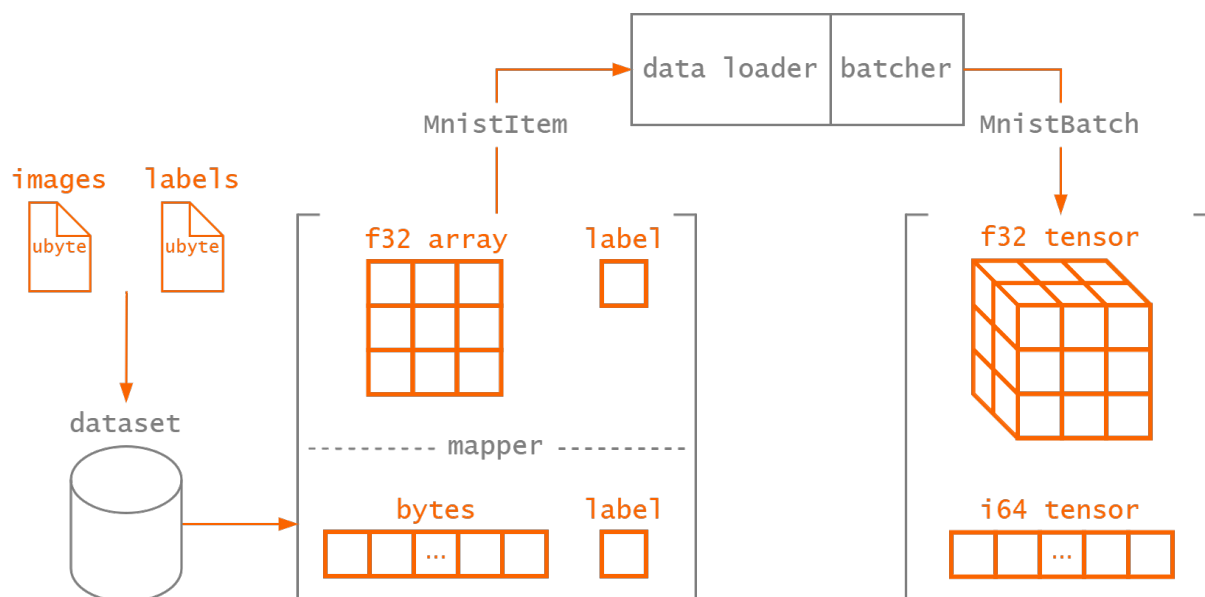 data loader
batcher
MnistItem
MnistBatch
images
labels
ubyte
ubyte
f32 array
label
f32 tensor
dataset
mapper
bytes
label
i64 tensor
...
...